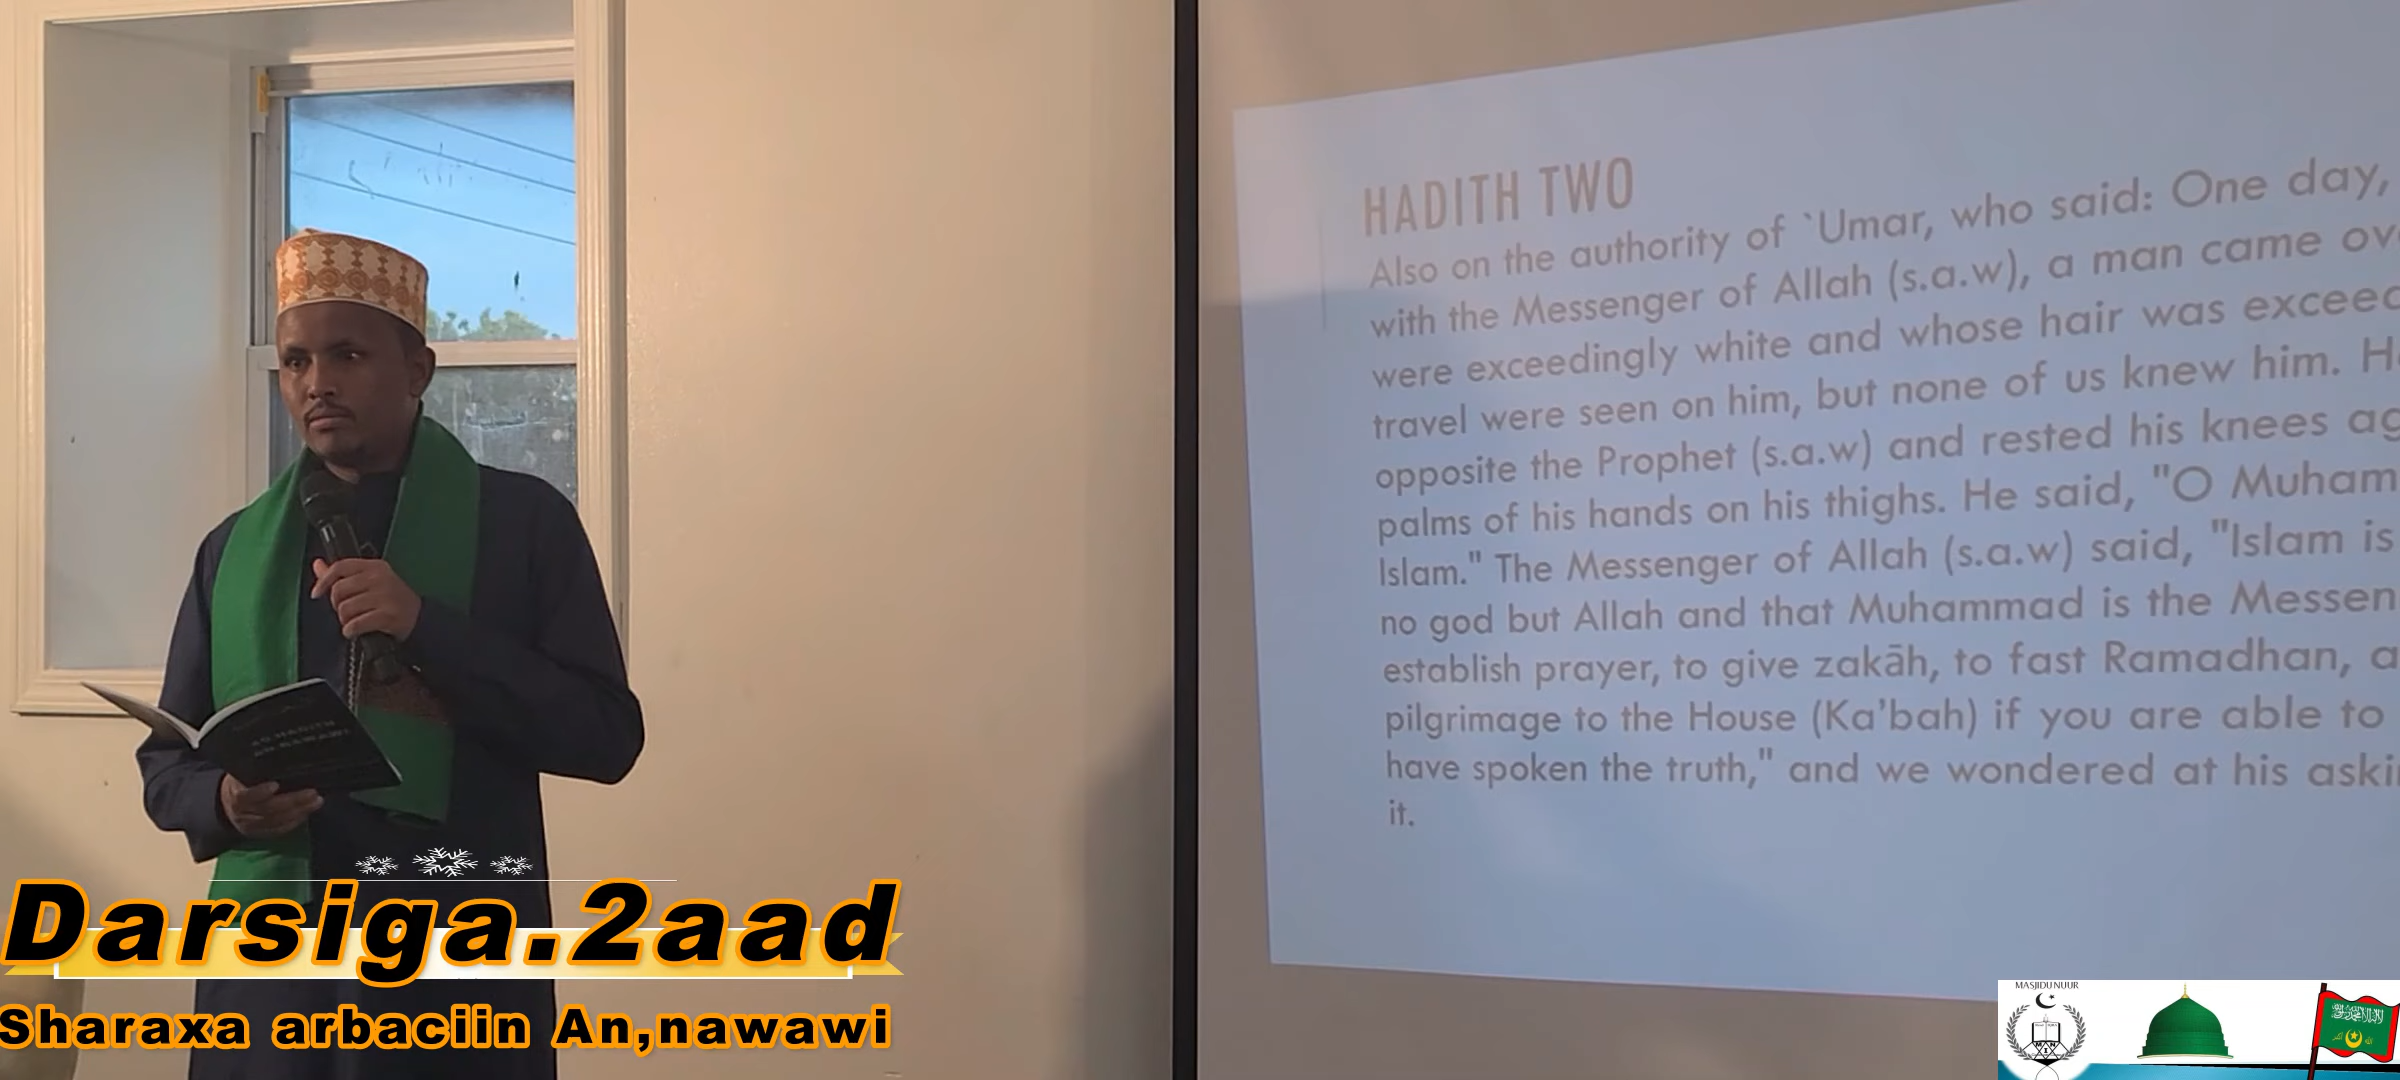 HADITH TWO
Also on the authority of `Umar, who said: One day,
with the Messenger of Allah (s.a.w), a man came
were exceedingly white and whose hair was
travel were seen on him, but none of us knew him.
opposite the Prophet (s.a.w) and rested his knees
palms of his hands on his thighs. He said, "O
Islam." The Messenger of Allah (s.a.w) said, "Islam is
no god but Allah and that Muhammad is the
establish prayer, to give zakāh, to fast Ramadhan,
pilgrimage to the House (Ka'bah) if you are able to
have spoken the truth," and we wondered at his
it.
40 HADITH
AN-NAWAWI
Darsiga.2aad
Sharaxa arbaciin An,nawawi
MASJIDU NUUR